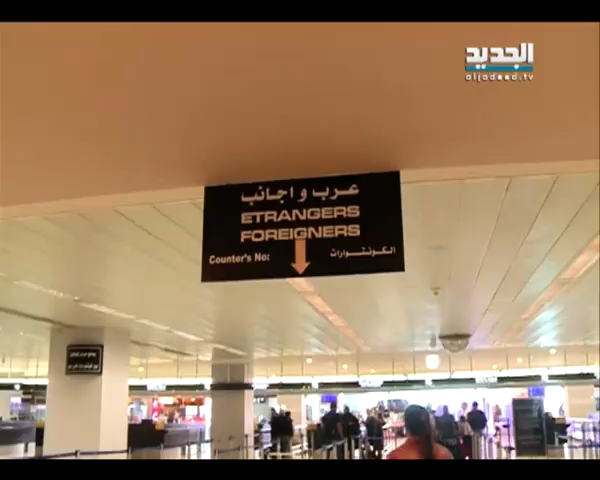 الجديد
aljadeed.tv
عرب و اجانب
ETRANGERS
FOREIGNERS
Counter's No: الكونتوارات